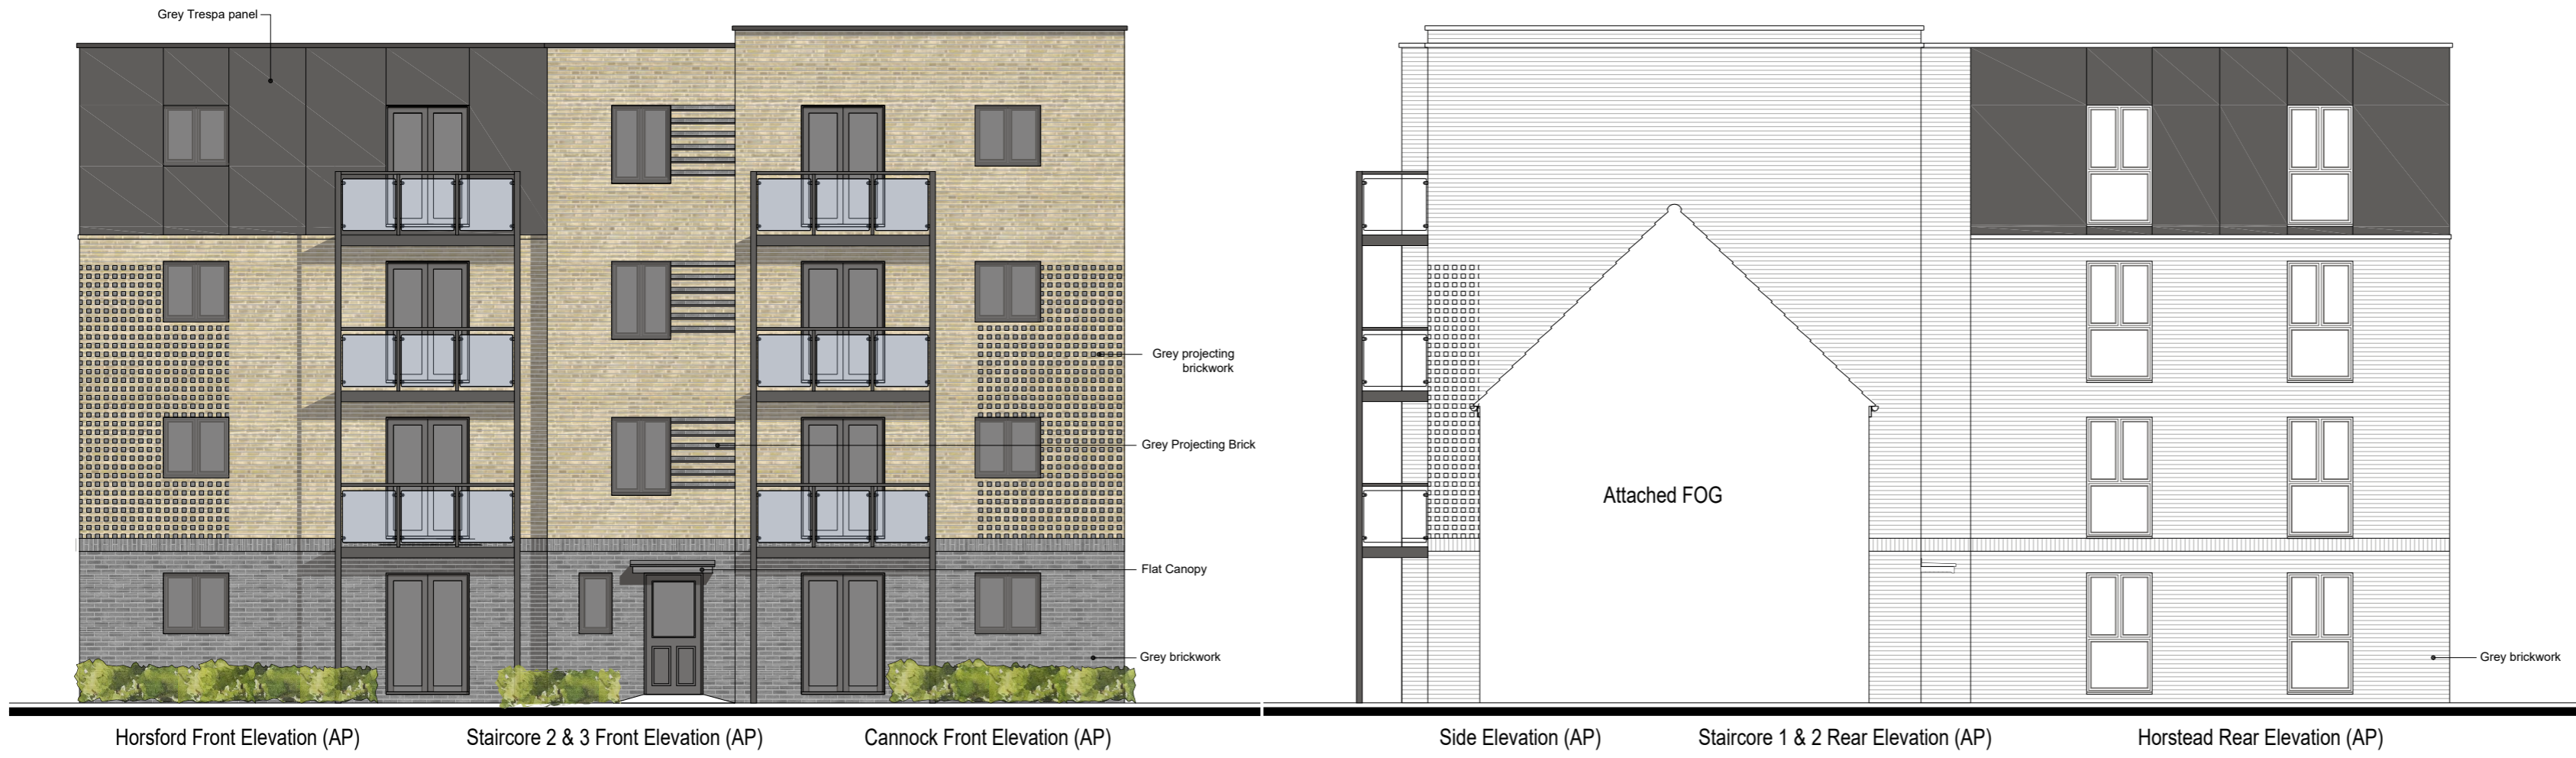 Grey Trespa panel
Grey projecting
brickwork
Grey Projecting Brick
Attached FOG
Flat Canopy
Grey brickwork
Grey brickwork
Horsford Front Elevation (AP)
Staircore 2 & 3 Front Elevation (AP)
Cannock Front Elevation (AP)
Side Elevation (AP)
Staircore 1 & 2 Rear Elevation (AP)
Horstead Rear Elevation (AP)